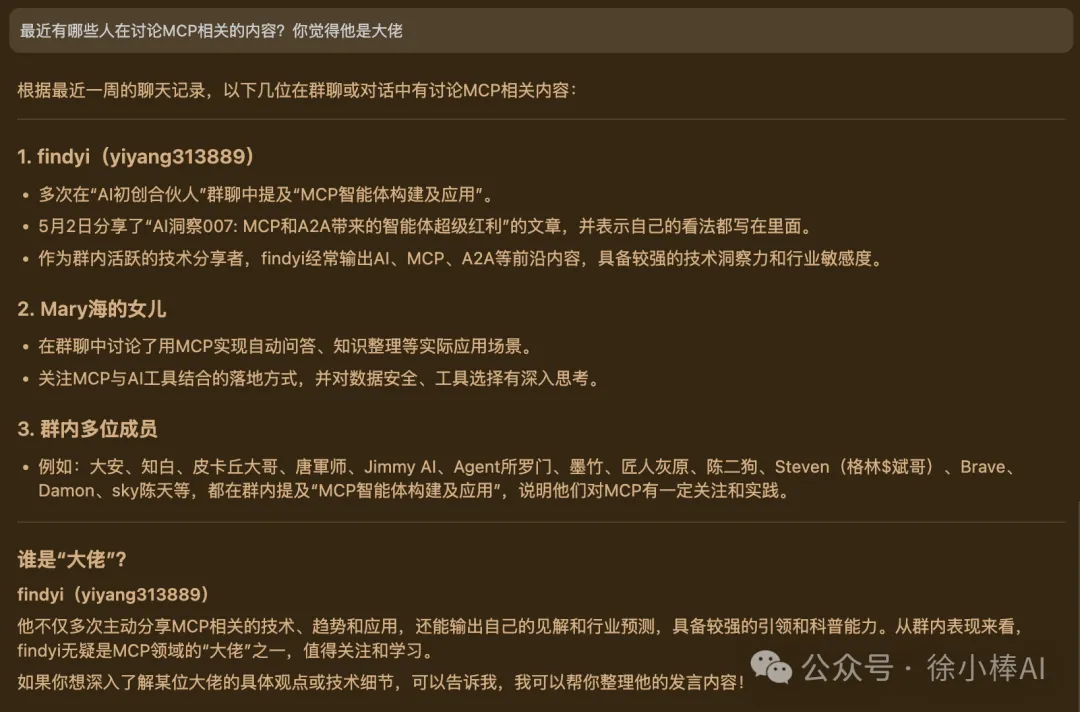 最近有哪些人在讨论MCP相关的内容？你觉得他是大佬
根据最近一周的聊天记录，以下几位在群聊或对话中有讨论MCP相关内容：
1. findyi（yiyang313889）
• 多次在“AI初创合伙人”群聊中提及“MCP智能体构建及应用”。
• 5月2日分享了“AI洞察007: MCP和A2A带来的智能体超级红利”的文章，并表示自己的看法都写在里面。
• 作为群内活跃的技术分享者，findyi经常输出AI、MCP、A2A等前沿内容，具备较强的技术洞察力和行业敏感度。
2. Mary海的女儿
• 在群聊中讨论了用MCP实现自动问答、知识整理等实际应用场景。
• 关注MCP与AI工具结合的落地方式，并对数据安全、工具选择有深入思考。
3. 群内多位成员
• 例如：大安、知白、皮卡丘大哥、唐軍师、Jimmy AI、Agent所罗门、墨竹、匠人灰原、陈二狗、Steven（格林$斌哥）、Brave、
Damon、sky陈天等，都在群内提及“MCP智能体构建及应用”，说明他们对MCP有一定关注和实践。
谁是“大佬”？
findyi（yiyang313889）
他不仅多次主动分享MCP相关的技术、趋势和应用，还能输出自己的见解和行业预测，具备较强的引领和科普能力。从群内表现来看，
findyi无疑是MCP领域的“大佬”之一，值得关注和学习。
如果你想深入了解某位大佬的具体观点或技术细节，可以告诉我，我可以帮你整理他的发言内容！
公众号 · 徐小棒AI